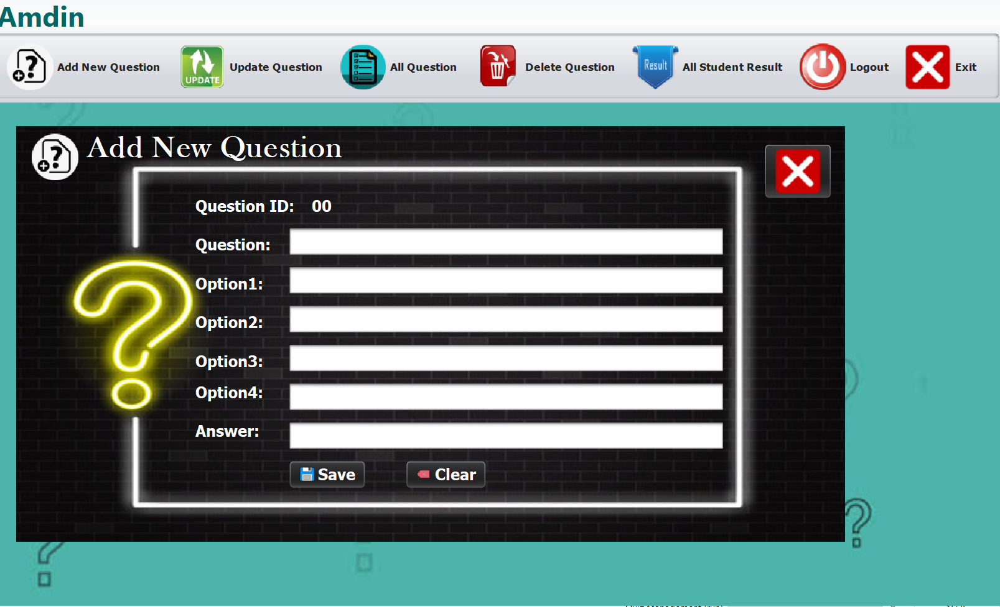 Amdin
Add New Question
UPDATE
Update Question
All Question
Delete Question
Result
All Student Result
Logout
Exit
Add New Question
Question ID: 00
Question:
Option1:
Option2:
Option3:
Option4:
Answer:
Save
Clear